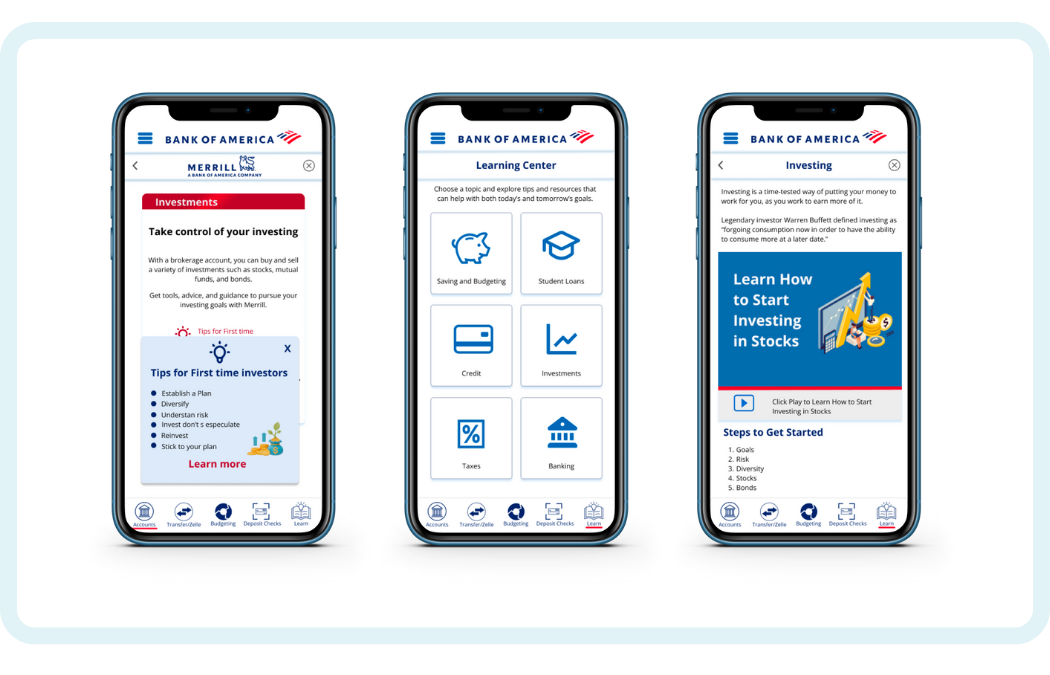 BANK OF AMERICA
MERRILL
A BANK OF AMERICA COMPANY
Investments
Take control of your investing
With a brokerage account, you can buy and sell
a variety of investments such as stocks, mutual
funds, and bonds.
Get tools, advice, and guidance to pursue your
investing goals with Merrill.
Tips for First time
X
Tips for First time investors
Establish a Plan
Diversify
Understan risk
Invest don't s especulate
Reinvest
Stick to your plan
Learn more
Accounts
Transfer/Zelle
Budgeting
Deposit Checks
Learn
BANK OF AMERICA
Learning Center
Choose a topic and explore tips and resources that
can help with both today's and tomorrow's goals.
Saving and Budgeting
Student Loans
Credit
Investments
%
Taxes
Banking
Accounts
Transfer/Zelle
Budgeting
Deposit Checks
Learn
BANK OF AMERICA
Investing
Investing is a time-tested way of putting your money to
work for you, as you work to earn more of it.
Legendary investor Warren Buffett defined investing as
“forgoing consumption now in order to have the ability
to consume more at a later date.”
Learn How
to Start
Investing
in Stocks
$
Click Play to Learn How to Start
Investing in Stocks
Steps to Get Started
1. Goals
2. Risk
3. Diversity
4. Stocks
5. Bonds
Accounts
Transfer/Zelle
Budgeting
Deposit Checks
Learn